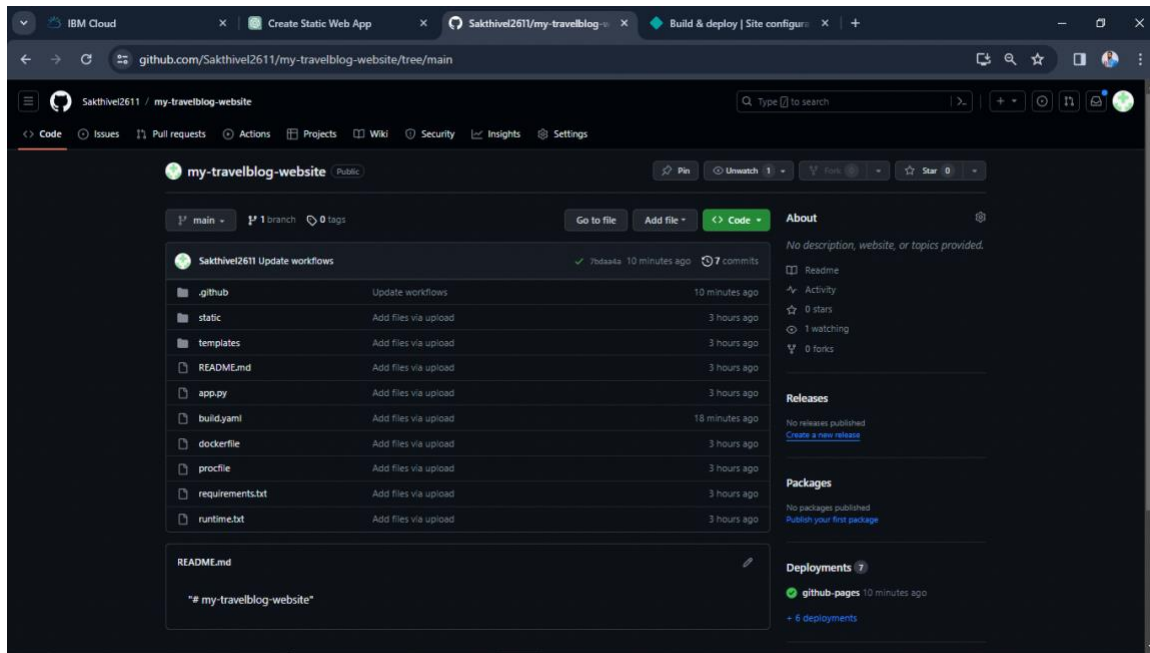 IBM Cloud
Create Static Web App
Sakthivel2611/my-travelblog-w
Build & deploy | Site configura
github.com/Sakthivel2611/my-travelblog-website/tree/main
Sakthivel2611 / my-travelblog-website
Type / to search
Code
Issues
Pull requests
Actions
Projects
Wiki
Security
Insights
Settings
my-travelblog-website Public
Pin
Unwatch 1
Fork 0
Star 0
main
1 branch
0 tags
Go to file
Add file
Code
Sakthivel2611 Update workflows 10 minutes ago 7 commits
.github Update workflows 10 minutes ago
static Add files via upload 3 hours ago
templates Add files via upload 3 hours ago
README.md Add files via upload 3 hours ago
app.py Add files via upload 3 hours ago
build.yaml Add files via upload 18 minutes ago
dockerfile Add files via upload 3 hours ago
procfile Add files via upload 3 hours ago
requirements.txt Add files via upload 3 hours ago
runtime.txt Add files via upload 3 hours ago
README.md
"# my-travelblog-website"
About
No description, website, or topics provided.
Readme
Activity
0 stars
1 watching
0 forks
Releases
No releases published
Create a new release
Packages
No packages published
Publish your first package
Deployments 7
github-pages 10 minutes ago
+ 6 deployments